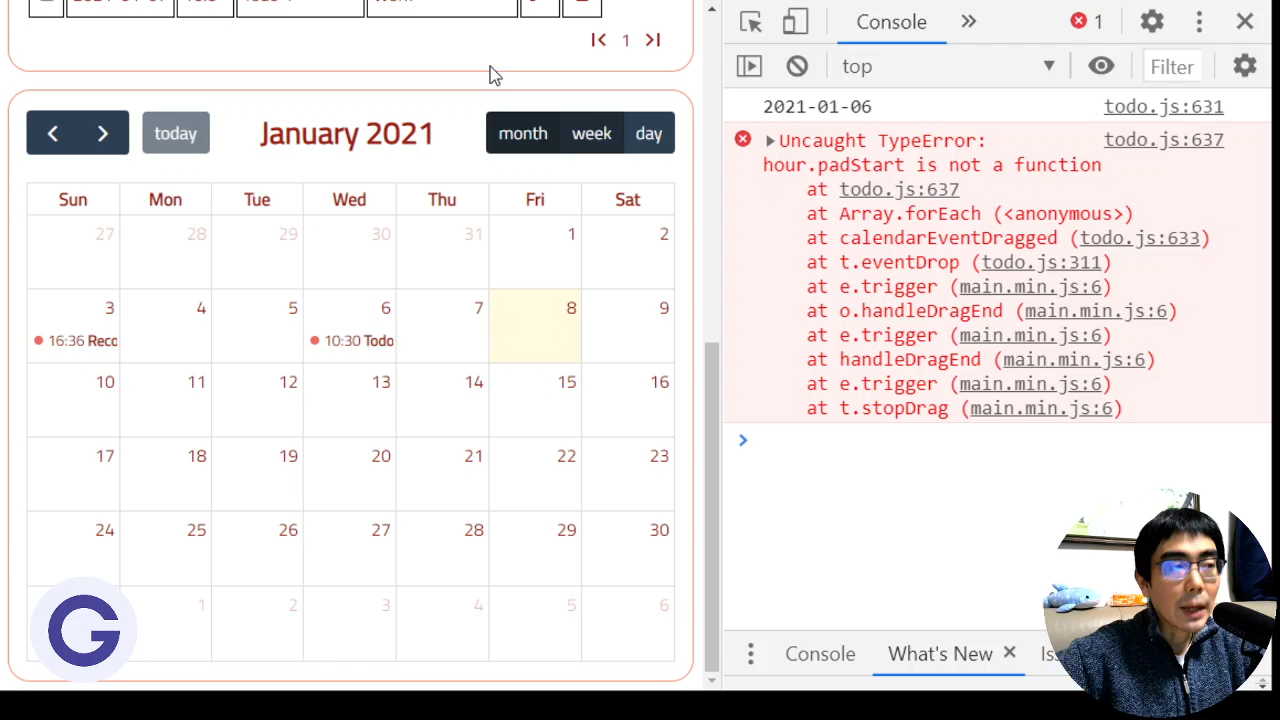 1
today
January 2021
month
week
day
Sun Mon Tue Wed Thu Fri Sat
27 28 29 30 31 1 2
3 4 5 6 7 8 9
16:36 Reco
10:30 Todo
10 11 12 13 14 15 16
17 18 19 20 21 22 23
24 25 26 27 28 29 30
1 2 3 4 5 6
G
Console
1
top
Filter
2021-01-06 todo.js:631
Uncaught TypeError: todo.js:637
hour.padStart is not a function
at todo.js:637
at Array.forEach (<anonymous>)
at calendarEventDragged (todo.js:633)
at t.eventDrop (todo.js:311)
at e.trigger (main.min.js:6)
at o.handleDragEnd (main.min.js:6)
at e.trigger (main.min.js:6)
at handleDragEnd (main.min.js:6)
at e.trigger (main.min.js:6)
at t.stopDrag (main.min.js:6)
Console
What's New